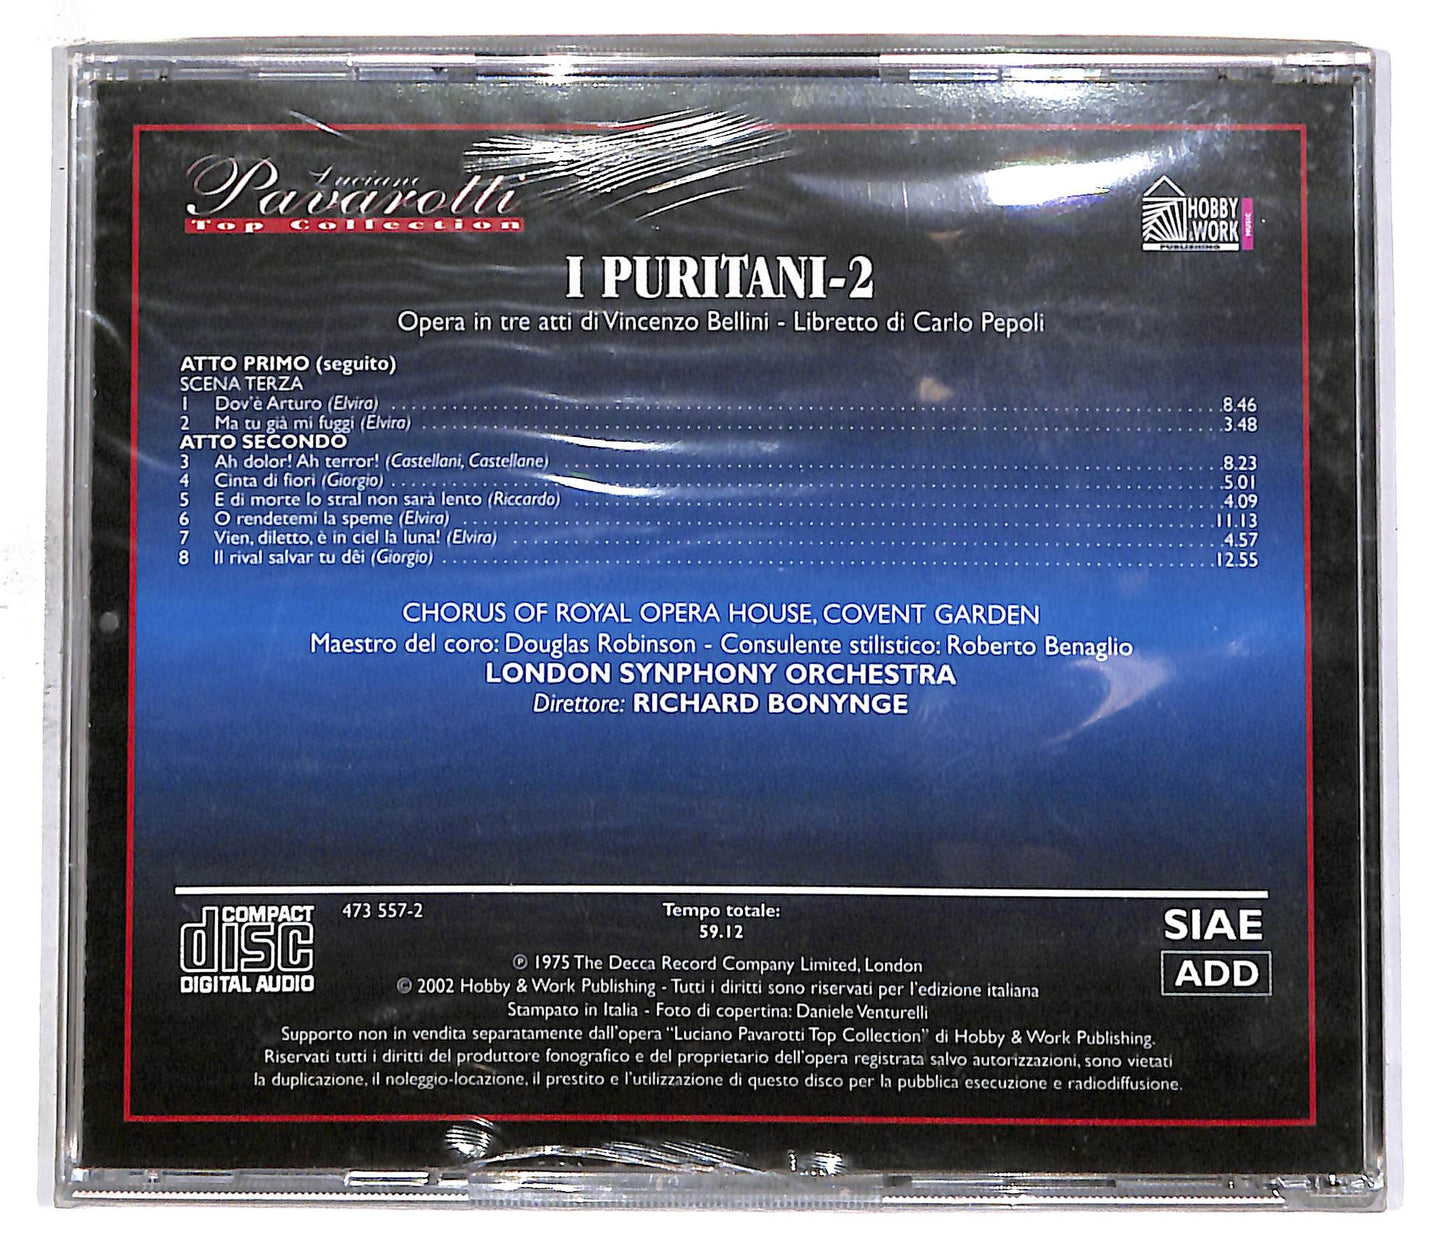 Luciano
Pavarotti
Top Collection
HOBBY
& WORK
PUBLISHING
MUSIC
I PURITANI-2
Opera in tre atti di Vincenzo Bellini - Libretto di Carlo Pepoli
ATTO PRIMO (seguito)
SCENA TERZA
1 Dov'è Arturo (Elvira) 8.46
2 Ma tu già mi fuggi (Elvira) 3.48
ATTO SECONDO
3 Ah dolor! Ah terror! (Castellani, Castellane) 8.23
4 Cinta di fiori (Giorgio) 5.01
5 E di morte lo stral non sarà lento (Riccardo) 4.09
6 O rendetemi la speme (Elvira) 11.13
7 Vien, diletto, è in ciel la luna! (Elvira) 4.57
8 Il rival salvar tu dêi (Giorgio) 12.55
CHORUS OF ROYAL OPERA HOUSE, COVENT GARDEN
Maestro del coro: Douglas Robinson - Consulente stilistico: Roberto Benaglio
LONDON SYMPHONY ORCHESTRA
Direttore: RICHARD BONYNGE
COMPACT
disc
DIGITAL AUDIO
473 557-2
Tempo totale:
59.12
SIAE
ADD
℗ 1975 The Decca Record Company Limited, London
© 2002 Hobby & Work Publishing - Tutti i diritti sono riservati per l'edizione italiana
Stampato in Italia - Foto di copertina: Daniele Venturelli
Supporto non in vendita separatamente dall'opera "Luciano Pavarotti Top Collection" di Hobby & Work Publishing.
Riservati tutti i diritti del produttore fonografico e del proprietario dell'opera registrata salvo autorizzazioni, sono vietati
la duplicazione, il noleggio-locazione, il prestito e l'utilizzazione di questo disco per la pubblica esecuzione e radiodiffusione.